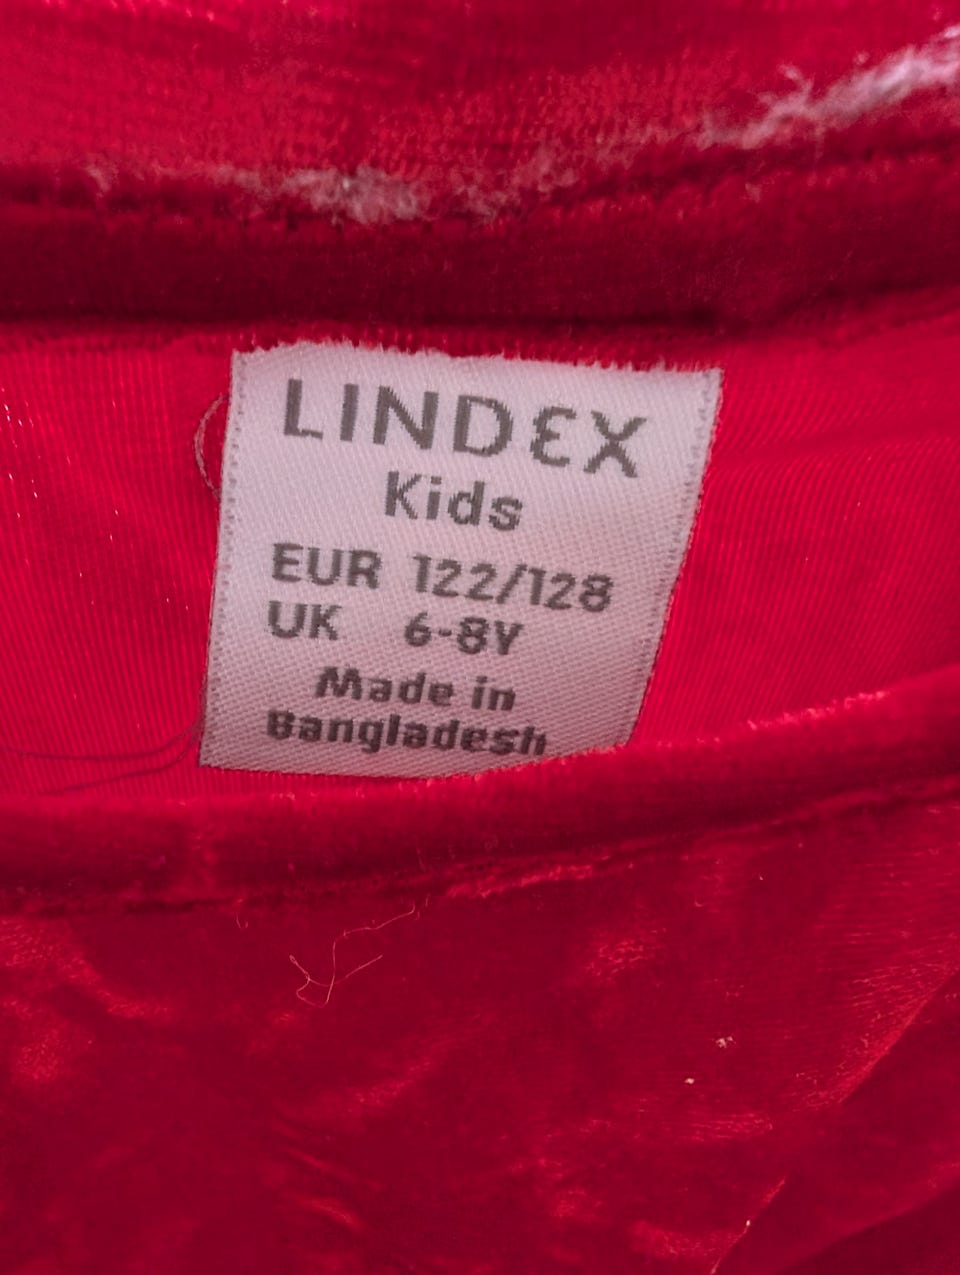 LINDEX
Kids
EUR 122/128
UK 6-8Y
Made in
Bangladesh